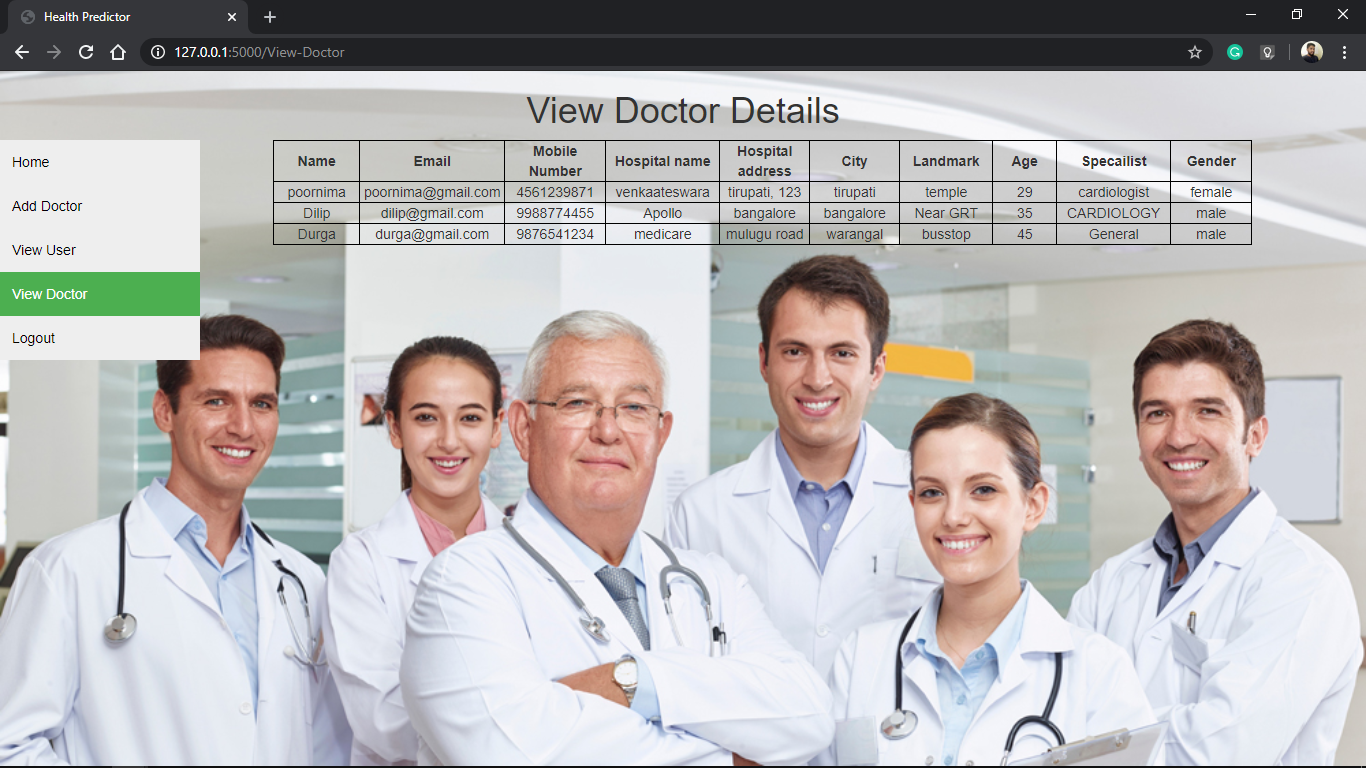 Health Predictor
127.0.0.1:5000/View-Doctor
View Doctor Details
Home
Add Doctor
View User
View Doctor
Logout
Name Email Mobile Number Hospital name Hospital address City Landmark Age Specailist Gender
poornima poornima@gmail.com 4561239871 venkaateswara tirupati, 123 tirupati temple 29 cardiologist female
Dilip dilip@gmail.com 9988774455 Apollo bangalore bangalore Near GRT 35 CARDIOLOGY male
Durga durga@gmail.com 9876541234 medicare mulugu road warangal busstop 45 General male